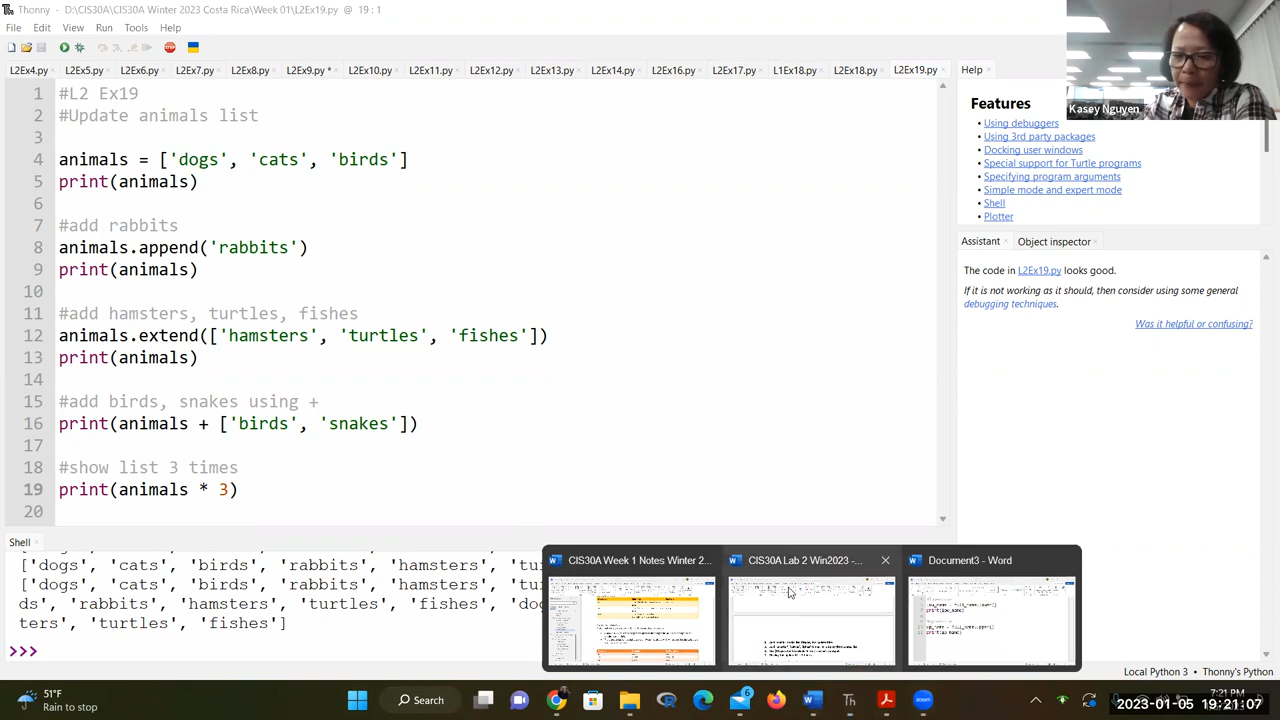 Thonny - D:\CIS30A\CIS30A Winter 2023 Costa Rica\Week 01\L2Ex19.py @ 19 : 1
File Edit View Run Tools Help
L2Ex4.py L2Ex5.py L2Ex6.py L2Ex7.py L2Ex8.py L2Ex9.py * L2Ex10.py L2Ex11.py L2Ex12.py L2Ex13.py L2Ex14.py L2Ex16.py L2Ex17.py L1Ex18.py L2Ex18.py L2Ex19.py
1 #L2 Ex19
2 #Update animals list
3
4 animals = ['dogs', 'cats', 'birds']
5 print(animals)
6
7 #add rabbits
8 animals.append('rabbits')
9 print(animals)
10
11 #add hamsters, turtles, fishes
12 animals.extend(['hamsters', 'turtles', 'fishes'])
13 print(animals)
14
15 #add birds, snakes using +
16 print(animals + ['birds', 'snakes'])
17
18 #show list 3 times
19 print(animals * 3)
20
Help
Features
Kasey Nguyen
• Using debuggers
• Using 3rd party packages
• Docking user windows
• Special support for Turtle programs
• Specifying program arguments
• Simple mode and expert mode
• Shell
• Plotter
Assistant Object inspector
The code in L2Ex19.py looks good.
If it is not working as it should, then consider using some general
debugging techniques.
Was it helpful or confusing?
Shell
['dogs', 'cats', 'birds', 'rabbits', 'hamsters',
['dogs', 'cats', 'birds', 'rabbits', 'hamsters',
ds', 'rabbits', 'hamsters', 'turtles', 'fishes',
ters', 'turtles', 'fishes']
>>>
CIS30A Week 1 Notes Winter 2...
CIS30A Lab 2 Win2023 -...
Document3 - Word
Local Python 3 • Thonny's Python
51°F
Rain to stop
Search
6
7:21 PM
2023-01-05 19:21:07